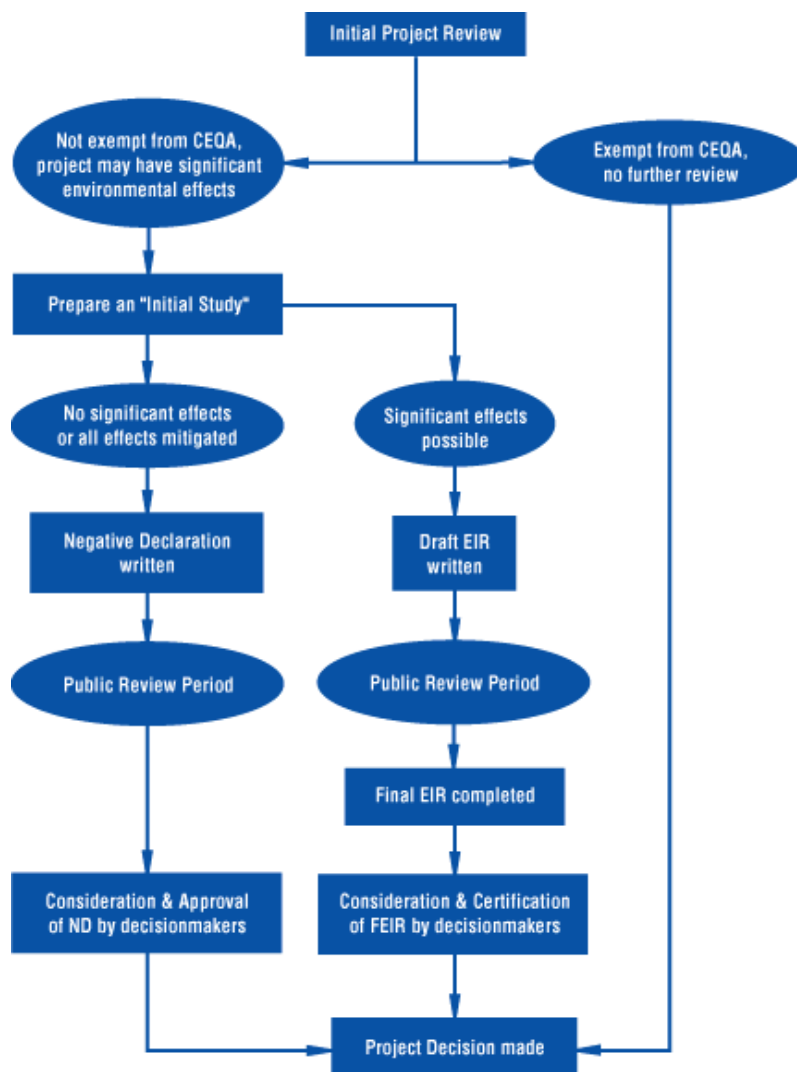 Initial Project Review
Not exempt from CEQA,
project may have significant
environmental effects
Exempt from CEQA,
no further review
Prepare an "Initial Study"
No significant effects
or all effects mitigated
Significant effects
possible
Negative Declaration
written
Draft EIR
written
Public Review Period
Public Review Period
Final EIR completed
Consideration & Approval
of ND by decisionmakers
Consideration & Certification
of FEIR by decisionmakers
Project Decision made